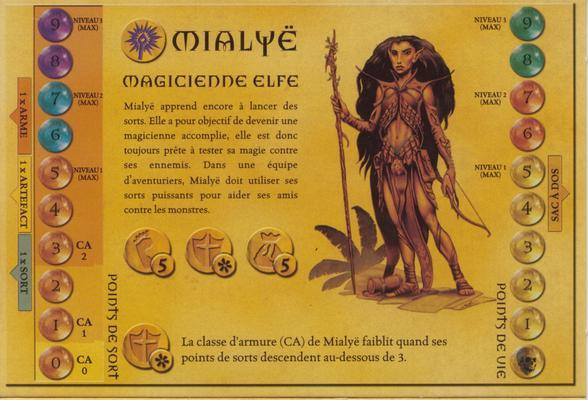 MIALYË
MAGICIENNE ELFE
Mialyë apprend encore à lancer des
sorts. Elle a pour objectif de devenir une
magicienne accomplie, elle est donc
toujours prête à tester sa magie contre
ses ennemis. Dans une équipe
d'aventuriers, Mialyë doit utiliser ses
sorts puissants pour aider ses amis
contre les monstres.
5
*
5
*
La classe d'armure (CA) de Mialyë faiblit quand ses
points de sorts descendent au-dessous de 3.
1 x ARME
1 x ARTEFACT
1 x SORT
9 NIVEAU 3
(MAX)
8
7 NIVEAU 2
(MAX)
6
5 NIVEAU 1
(MAX)
4
3 CA
2
2
1 CA
1
0 CA
0
POINTS DE SORT
NIVEAU 3
(MAX) 9
8
NIVEAU 2
(MAX) 7
6
NIVEAU 1
(MAX) 5
4
3
2
1
SAC À DOS
POINTS DE VIE